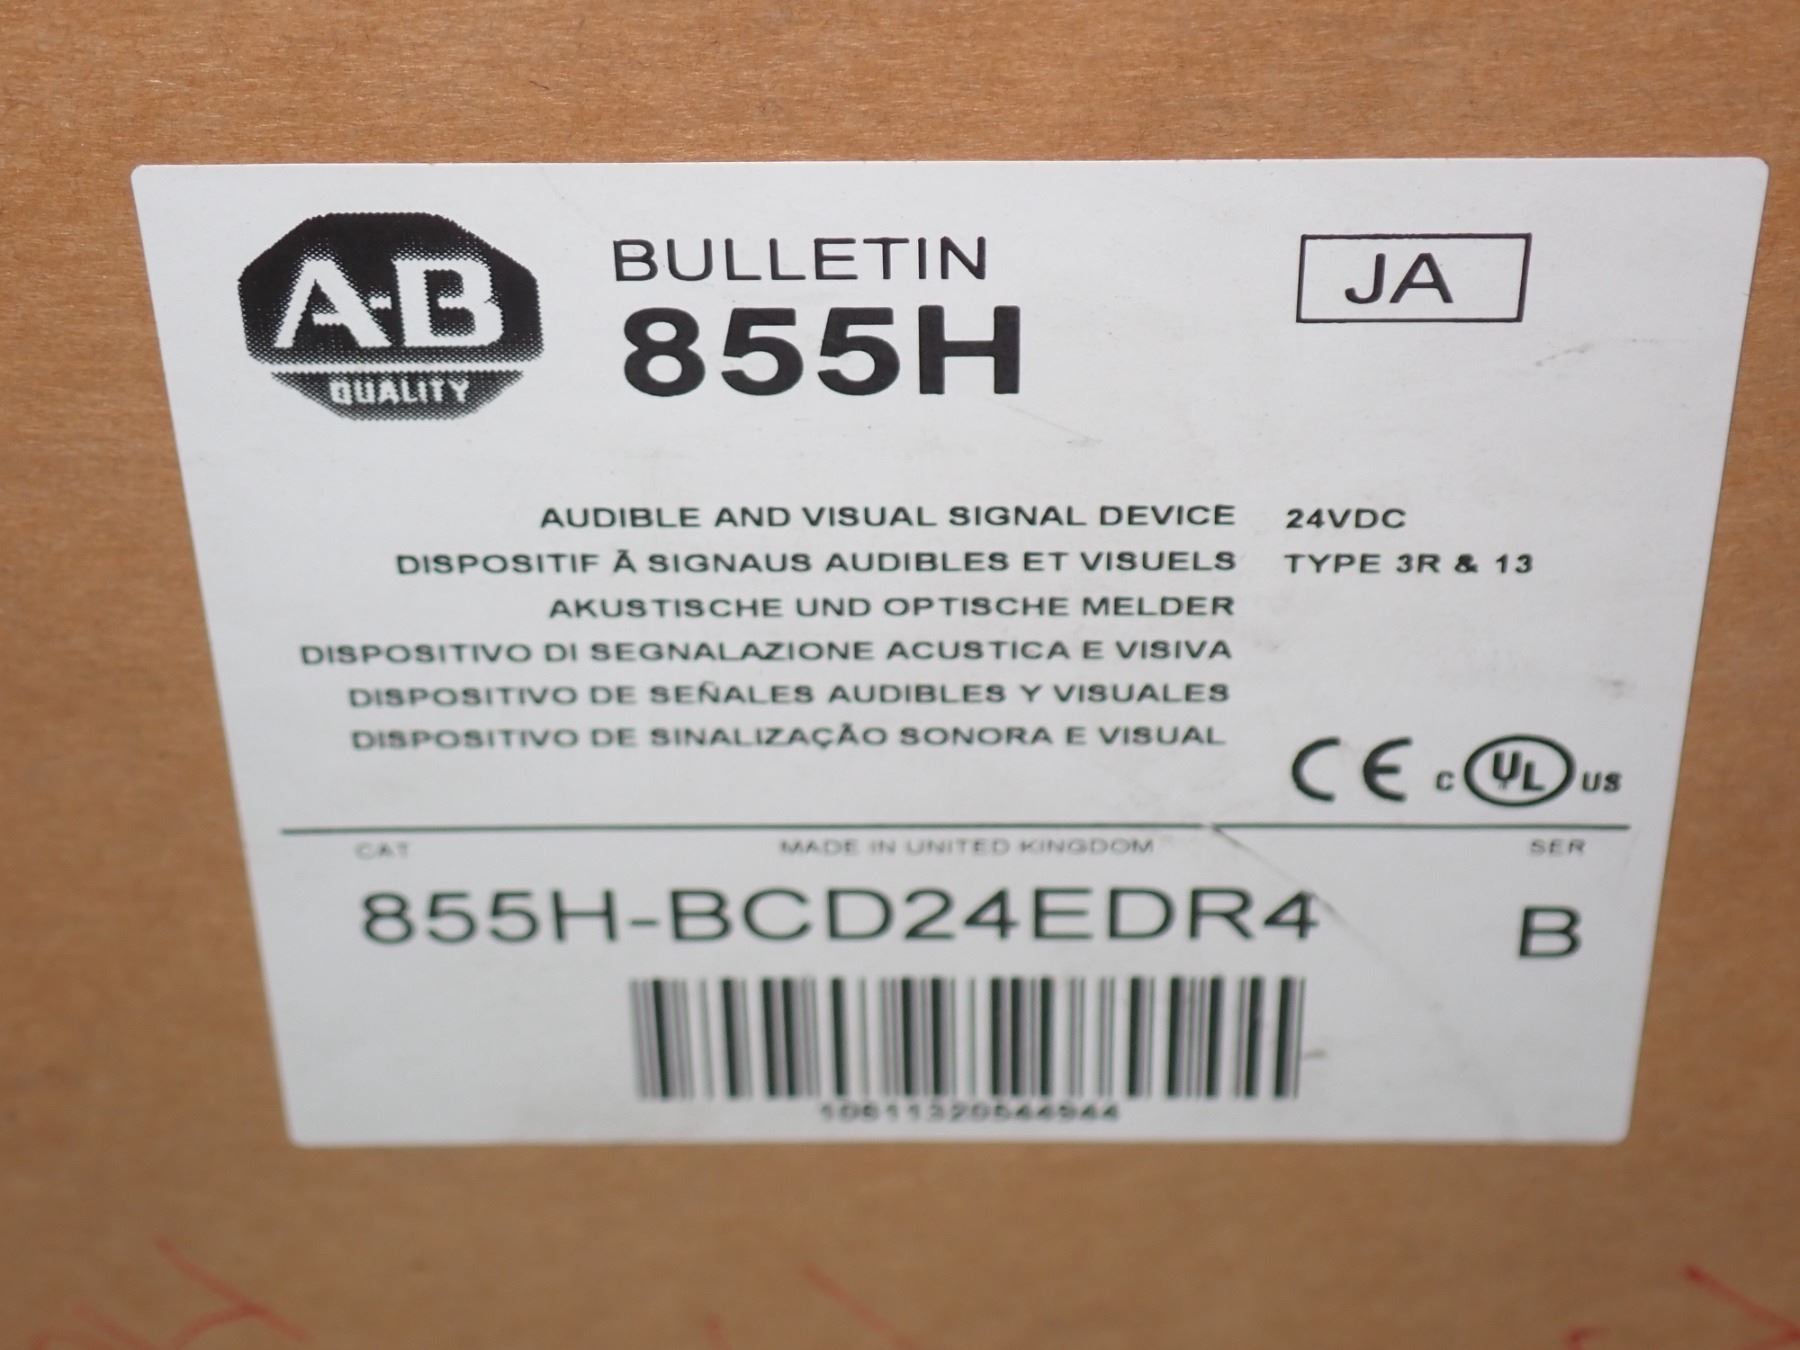 A-B
QUALITY
BULLETIN
855H
JA
AUDIBLE AND VISUAL SIGNAL DEVICE 24VDC
DISPOSITIF Ã SIGNAUS AUDIBLES ET VISUELS TYPE 3R & 13
AKUSTISCHE UND OPTISCHE MELDER
DISPOSITIVO DI SEGNALAZIONE ACUSTICA E VISIVA
DISPOSITIVO DE SEÑALES AUDIBLES Y VISUALES
DISPOSITIVO DE SINALIZAÇÃO SONORA E VISUAL
CE c UL US
CAT MADE IN UNITED KINGDOM SER
855H-BCD24EDR4 B